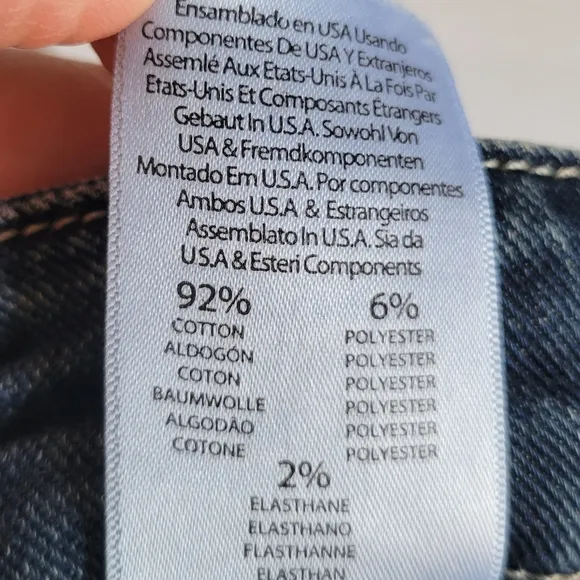 Ensamblado en USA Usando
Componentes De USA Y Extranjeros
Assemlé Aux Etats-Unis À La Fois Par
Etats-Unis Et Composants Étrangers
Gebaut In U.S.A. Sowohl Von
USA & Fremdkomponenten
Montado Em U.S.A. Por componentes
Ambos U.S.A & Estrangeiros
Assemblato In U.S.A. Sia da
U.S.A & Esteri Components
92%
COTTON
ALDOGÓN
COTON
BAUMWOLLE
ALGODÃO
COTONE
6%
POLYESTER
POLYESTER
POLYESTER
POLYESTER
POLYESTER
POLYESTER
2%
ELASTHANE
ELASTHANO
FLASTHANNE
ELASTHAN